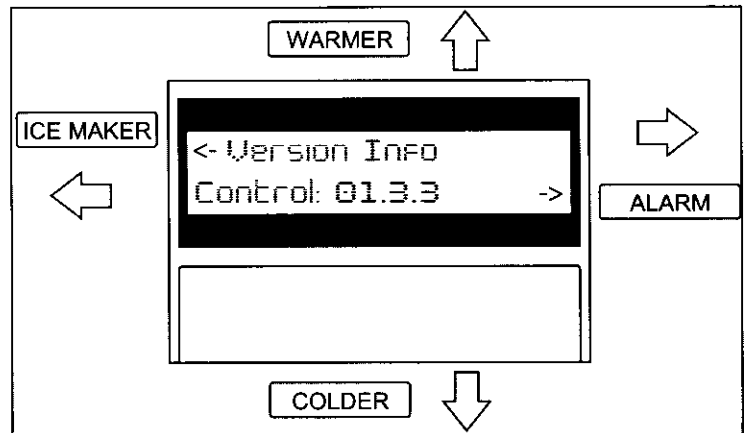 WARMER
ICE MAKER
<- Version Info
Control: 01.3.3 ->
ALARM
COLDER